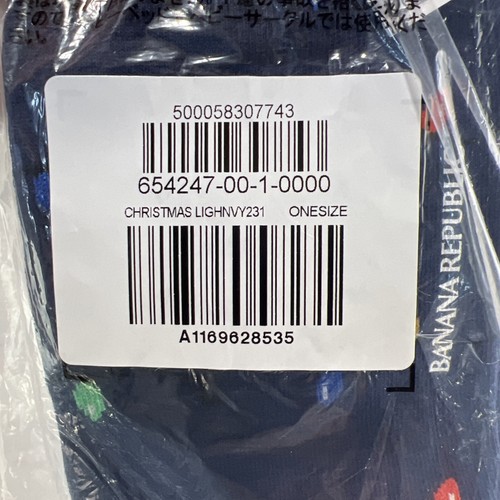 500058307743
654247-00-1-0000
CHRISTMAS LIGHNVY231 ONESIZE
A1169628535
BANANA REPUBLIC